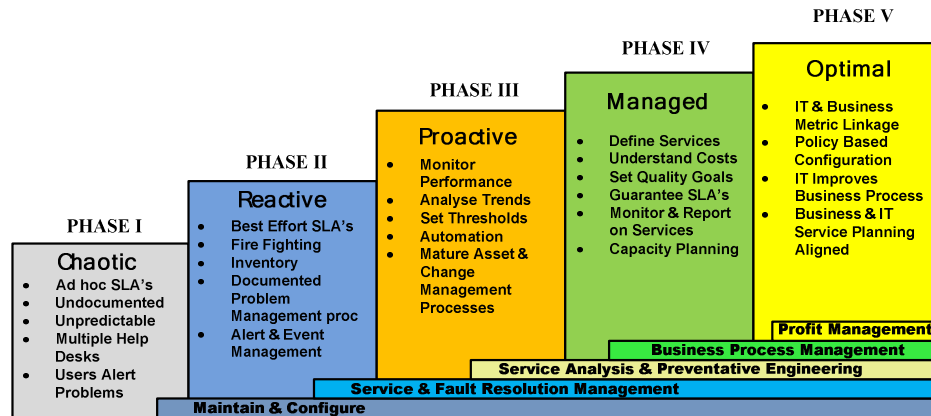 PHASE I
Chaotic
Ad hoc SLA's
Undocumented
Unpredictable
Multiple Help
Desks
Users Alert
Problems
PHASE II
Reactive
Best Effort SLA's
Fire Fighting
Inventory
Documented
Problem
Management proc
Alert & Event
Management
PHASE III
Proactive
Monitor
Performance
Analyse Trends
Set Thresholds
Automation
Mature Asset &
Change
Management
Processes
PHASE IV
Managed
Define Services
Understand Costs
Set Quality Goals
Guarantee SLA's
Monitor & Report
on Services
Capacity Planning
PHASE V
Optimal
IT & Business
Metric Linkage
Policy Based
Configuration
IT Improves
Business Process
Business & IT
Service Planning
Aligned
Profit Management
Business Process Management
Service Analysis & Preventative Engineering
Service & Fault Resolution Management
Maintain & Configure